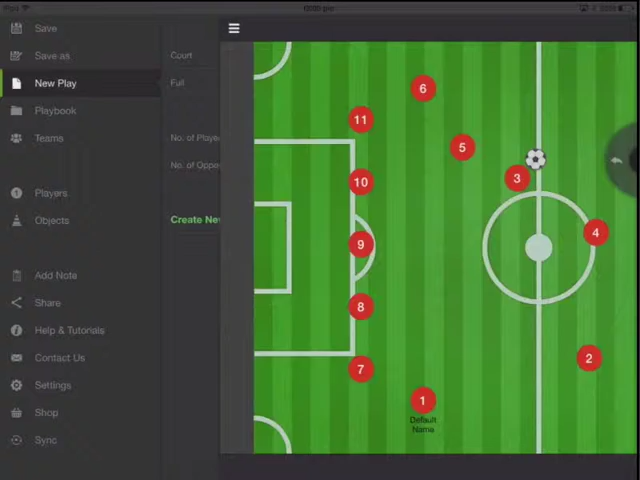 Save
Save as
New Play
Playbook
Teams
Players
Objects
Add Note
Share
Help & Tutorials
Contact Us
Settings
Shop
Sync
Court
Full
No. of Playe
No. of Oppo
Create Ne
6
11
5
10
3
4
9
8
2
7
1
Default
Name
1